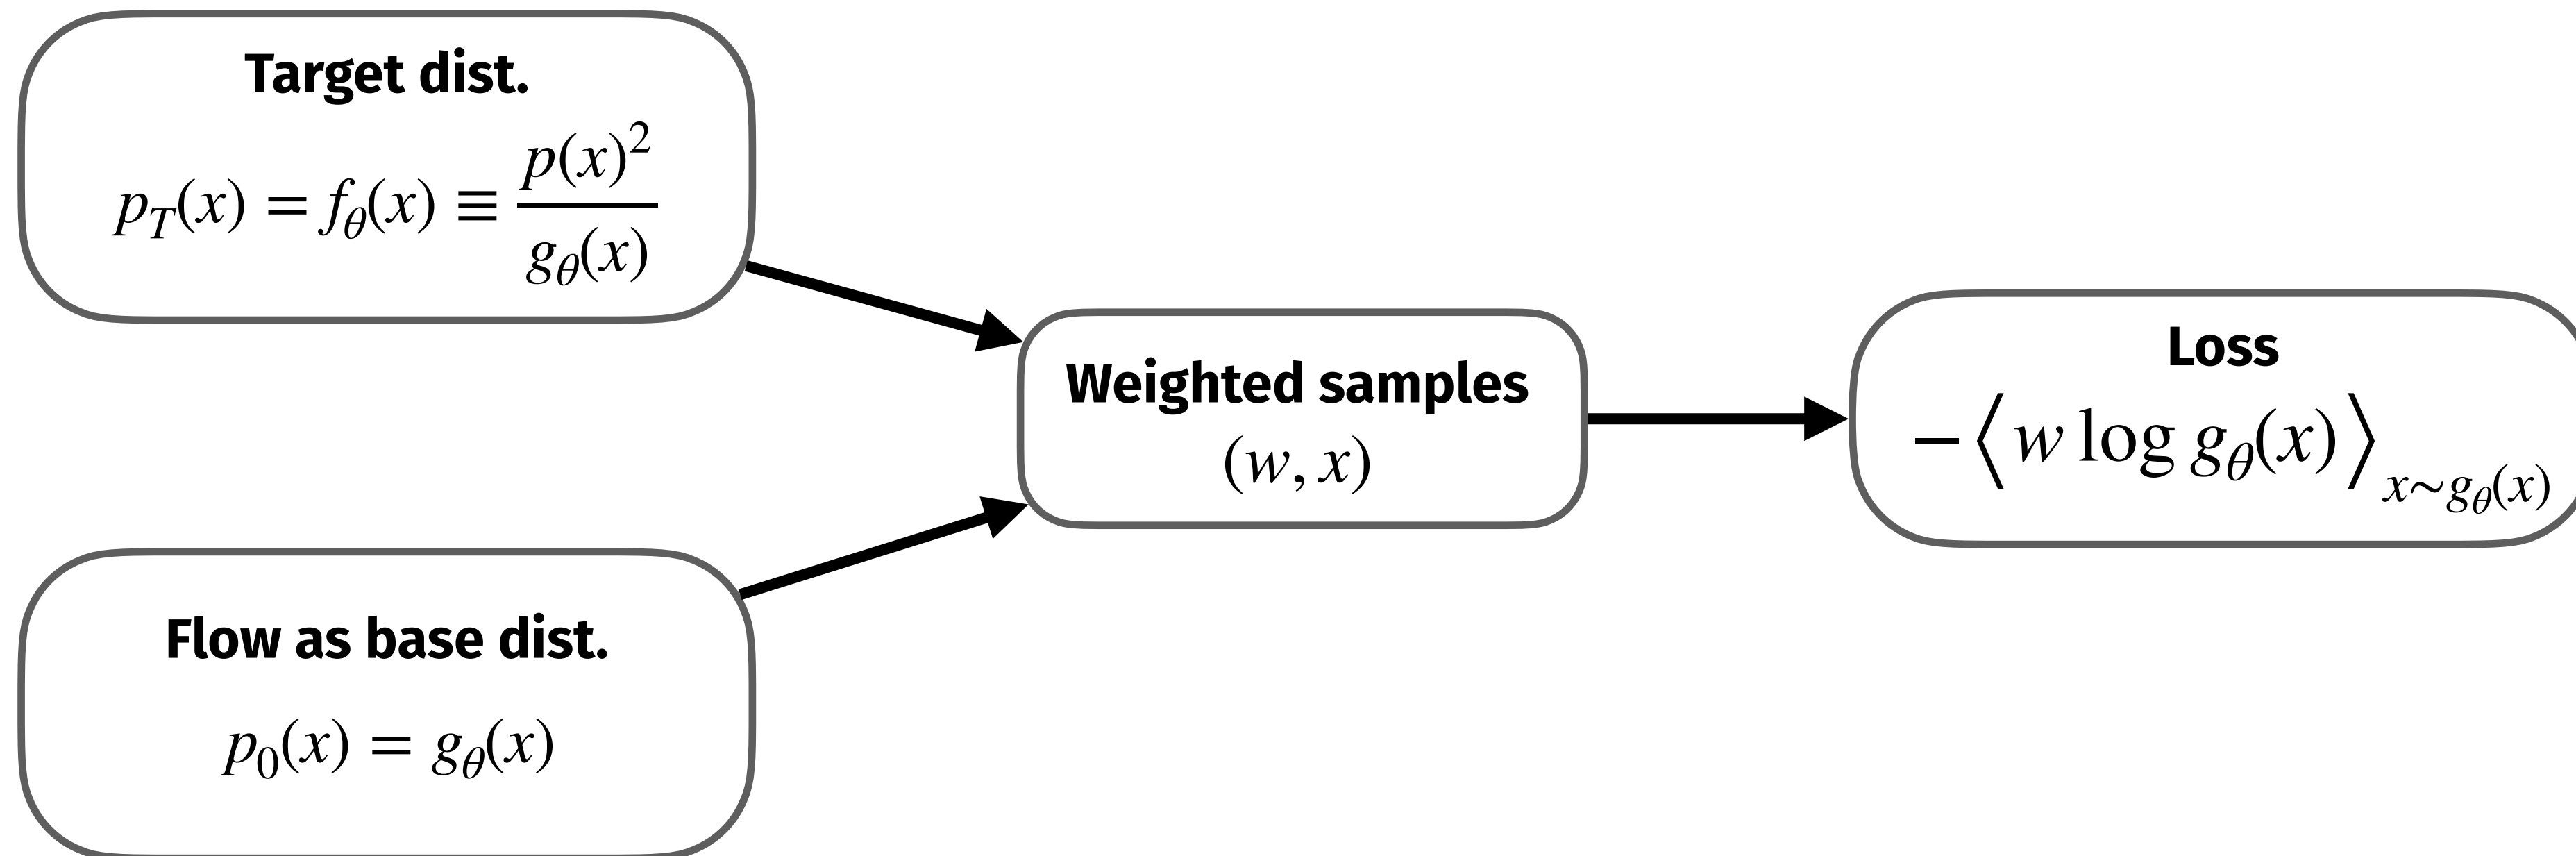 Target dist.
p_T(x) = f_θ(x) ≡ p(x)² / g_θ(x)
Flow as base dist.
p_0(x) = g_θ(x)
Weighted samples
(w, x)
Loss
−⟨w log g_θ(x)⟩_{x∼g_θ(x)}